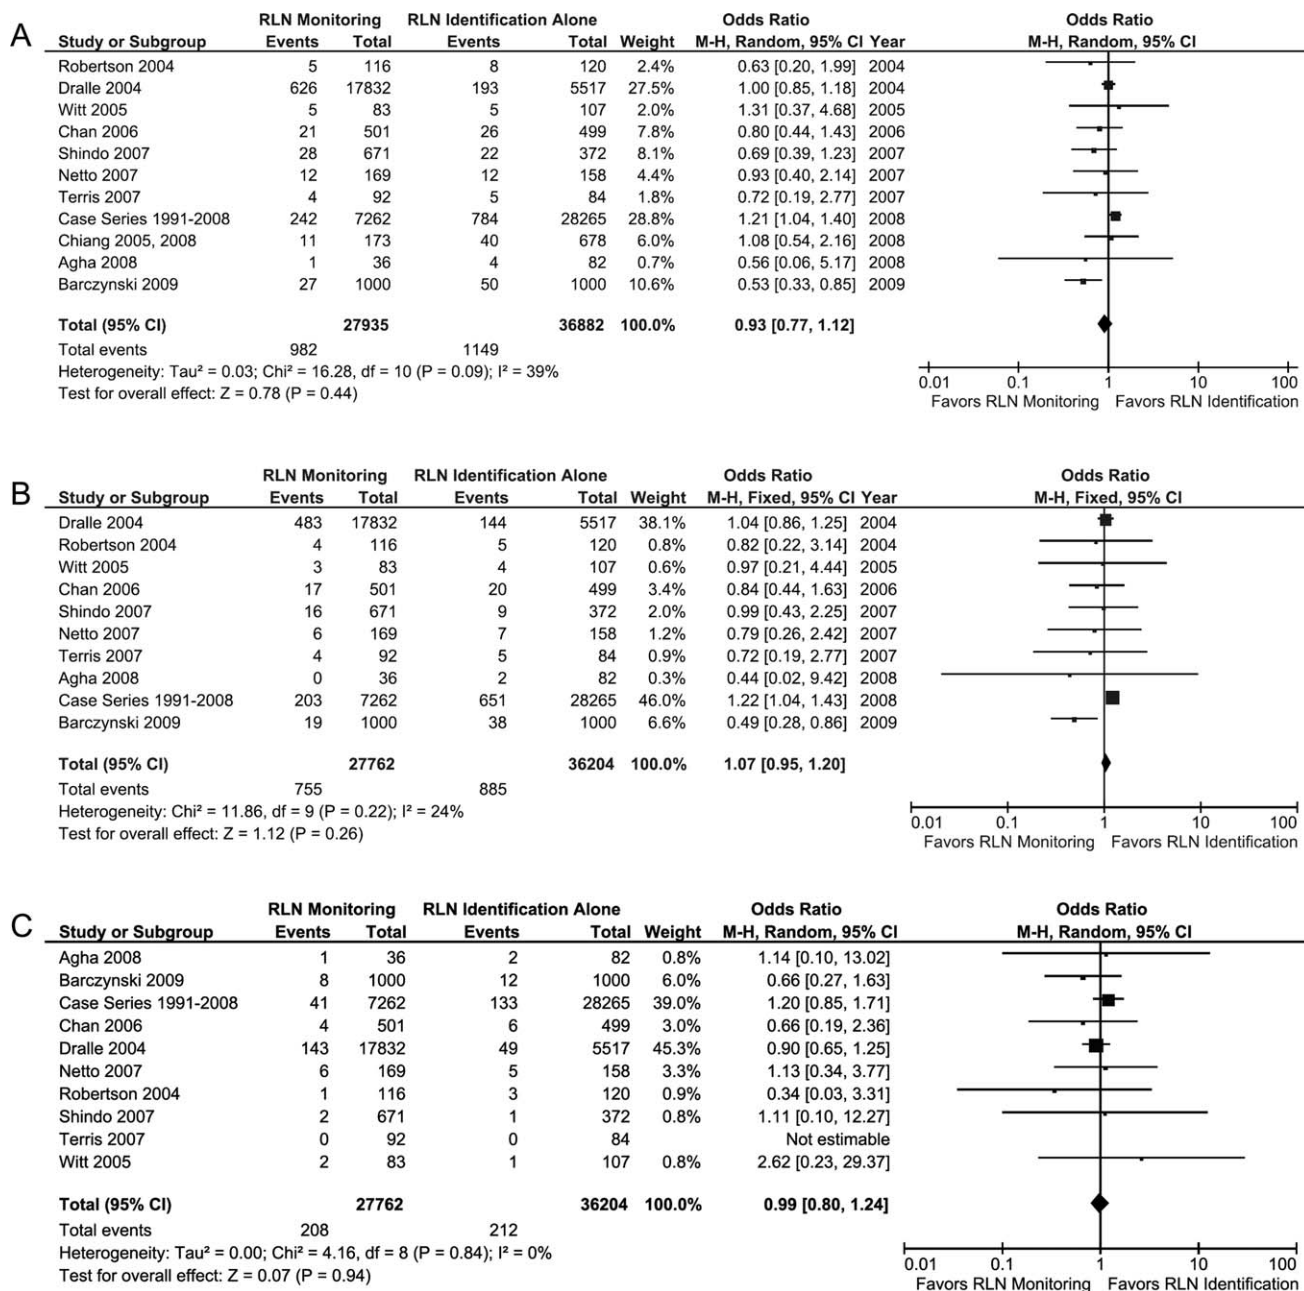 A
RLN Monitoring RLN Identification Alone Odds Ratio Odds Ratio
Study or Subgroup Events Total Events Total Weight M-H, Random, 95% CI Year M-H, Random, 95% CI
Robertson 2004 5 116 8 120 2.4% 0.63 [0.20, 1.99] 2004
Dralle 2004 626 17832 193 5517 27.5% 1.00 [0.85, 1.18] 2004
Witt 2005 5 83 5 107 2.0% 1.31 [0.37, 4.68] 2005
Chan 2006 21 501 26 499 7.8% 0.80 [0.44, 1.43] 2006
Shindo 2007 28 671 22 372 8.1% 0.69 [0.39, 1.23] 2007
Netto 2007 12 169 12 158 4.4% 0.93 [0.40, 2.14] 2007
Terris 2007 4 92 5 84 1.8% 0.72 [0.19, 2.77] 2007
Case Series 1991-2008 242 7262 784 28265 28.8% 1.21 [1.04, 1.40] 2008
Chiang 2005, 2008 11 173 40 678 6.0% 1.08 [0.54, 2.16] 2008
Agha 2008 1 36 4 82 0.7% 0.56 [0.06, 5.17] 2008
Barczynski 2009 27 1000 50 1000 10.6% 0.53 [0.33, 0.85] 2009
Total (95% CI) 27935 36882 100.0% 0.93 [0.77, 1.12]
Total events 982 1149
Heterogeneity: Tau² = 0.03; Chi² = 16.28, df = 10 (P = 0.09); I² = 39%
Test for overall effect: Z = 0.78 (P = 0.44)
0.01 0.1 1 10 100
Favors RLN Monitoring Favors RLN Identification
B
RLN Monitoring RLN Identification Alone Odds Ratio Odds Ratio
Study or Subgroup Events Total Events Total Weight M-H, Fixed, 95% CI Year M-H, Fixed, 95% CI
Dralle 2004 483 17832 144 5517 38.1% 1.04 [0.86, 1.25] 2004
Robertson 2004 4 116 5 120 0.8% 0.82 [0.22, 3.14] 2004
Witt 2005 3 83 4 107 0.6% 0.97 [0.21, 4.44] 2005
Chan 2006 17 501 20 499 3.4% 0.84 [0.44, 1.63] 2006
Shindo 2007 16 671 9 372 2.0% 0.99 [0.43, 2.25] 2007
Netto 2007 6 169 7 158 1.2% 0.79 [0.26, 2.42] 2007
Terris 2007 4 92 5 84 0.9% 0.72 [0.19, 2.77] 2007
Agha 2008 0 36 2 82 0.3% 0.44 [0.02, 9.42] 2008
Case Series 1991-2008 203 7262 651 28265 46.0% 1.22 [1.04, 1.43] 2008
Barczynski 2009 19 1000 38 1000 6.6% 0.49 [0.28, 0.86] 2009
Total (95% CI) 27762 36204 100.0% 1.07 [0.95, 1.20]
Total events 755 885
Heterogeneity: Chi² = 11.86, df = 9 (P = 0.22); I² = 24%
Test for overall effect: Z = 1.12 (P = 0.26)
0.01 0.1 1 10 100
Favors RLN Monitoring Favors RLN Identification
C
RLN Monitoring RLN Identification Alone Odds Ratio Odds Ratio
Study or Subgroup Events Total Events Total Weight M-H, Random, 95% CI M-H, Random, 95% CI
Agha 2008 1 36 2 82 0.8% 1.14 [0.10, 13.02]
Barczynski 2009 8 1000 12 1000 6.0% 0.66 [0.27, 1.63]
Case Series 1991-2008 41 7262 133 28265 39.0% 1.20 [0.85, 1.71]
Chan 2006 4 501 6 499 3.0% 0.66 [0.19, 2.36]
Dralle 2004 143 17832 49 5517 45.3% 0.90 [0.65, 1.25]
Netto 2007 6 169 5 158 3.3% 1.13 [0.34, 3.77]
Robertson 2004 1 116 3 120 0.9% 0.34 [0.03, 3.31]
Shindo 2007 2 671 1 372 0.8% 1.11 [0.10, 12.27]
Terris 2007 0 92 0 84 Not estimable
Witt 2005 2 83 1 107 0.8% 2.62 [0.23, 29.37]
Total (95% CI) 27762 36204 100.0% 0.99 [0.80, 1.24]
Total events 208 212
Heterogeneity: Tau² = 0.00; Chi² = 4.16, df = 8 (P = 0.84); I² = 0%
Test for overall effect: Z = 0.07 (P = 0.94)
0.01 0.1 1 10 100
Favors RLN Monitoring Favors RLN Identification